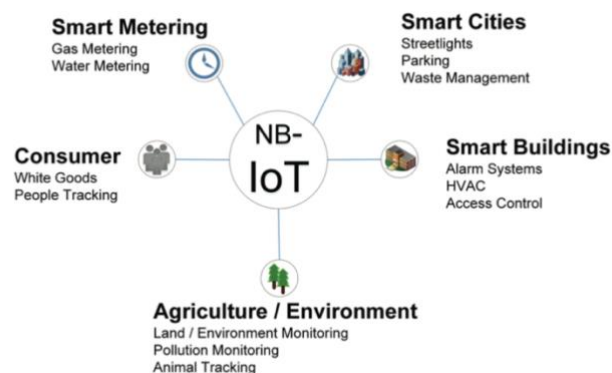 Smart Metering
Gas Metering
Water Metering
Smart Cities
Streetlights
Parking
Waste Management
NB-
IoT
Consumer
White Goods
People Tracking
Smart Buildings
Alarm Systems
HVAC
Access Control
Agriculture / Environment
Land / Environment Monitoring
Pollution Monitoring
Animal Tracking